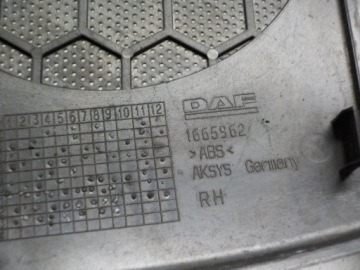 DAF
1 2 3 4 5 6 7 8 9 10 11 12
1665962
>ABS<
AKSYS Germany
RH